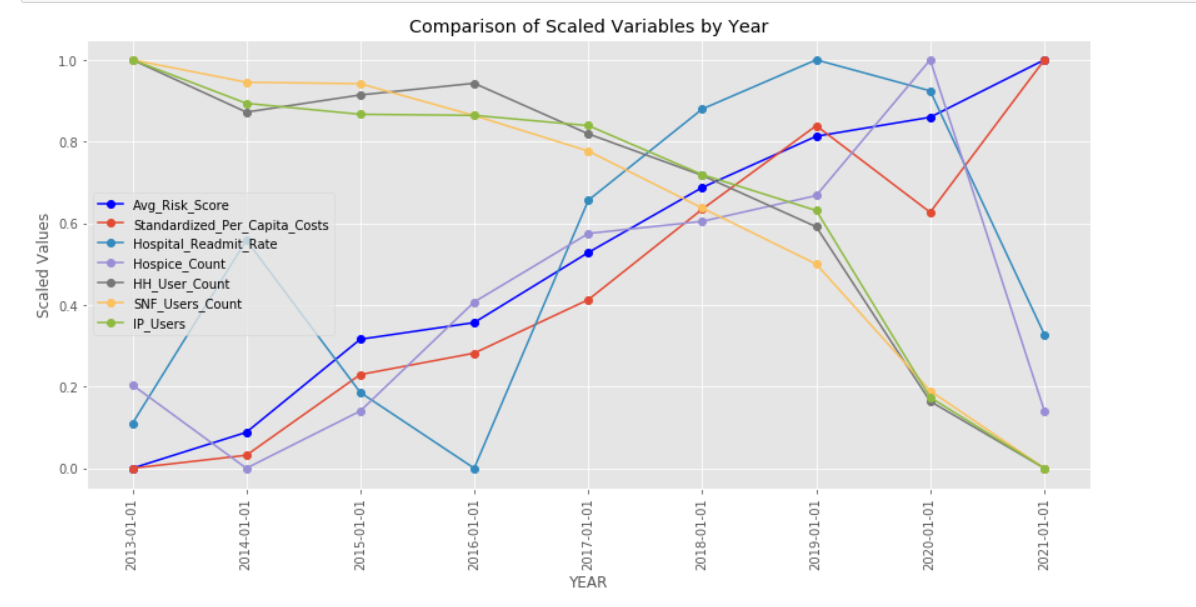 Comparison of Scaled Variables by Year
1.0
0.8
0.6
0.4
0.2
0.0
Scaled Values
Avg_Risk_Score
Standardized_Per_Capita_Costs
Hospital_Readmit_Rate
Hospice_Count
HH_User_Count
SNF_Users_Count
IP_Users
2013-01-01
2014-01-01
2015-01-01
2016-01-01
2017-01-01
2018-01-01
2019-01-01
2020-01-01
2021-01-01
YEAR